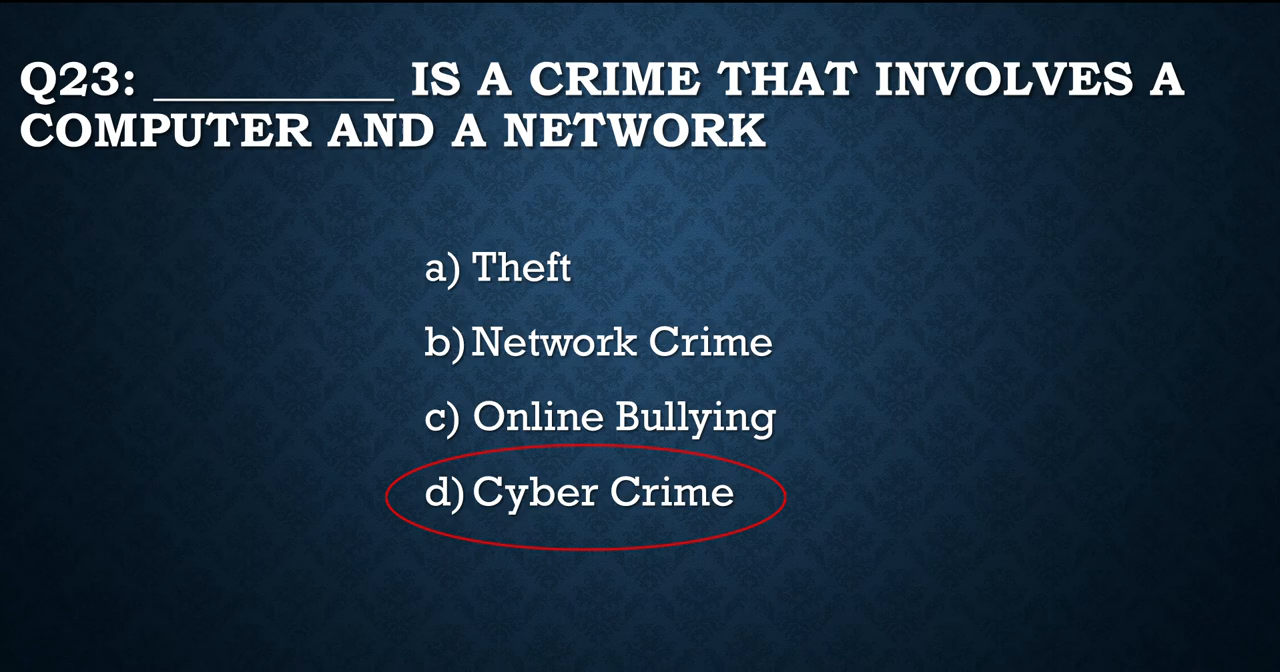 Q23: __________ IS A CRIME THAT INVOLVES A
COMPUTER AND A NETWORK
a) Theft
b) Network Crime
c) Online Bullying
d) Cyber Crime